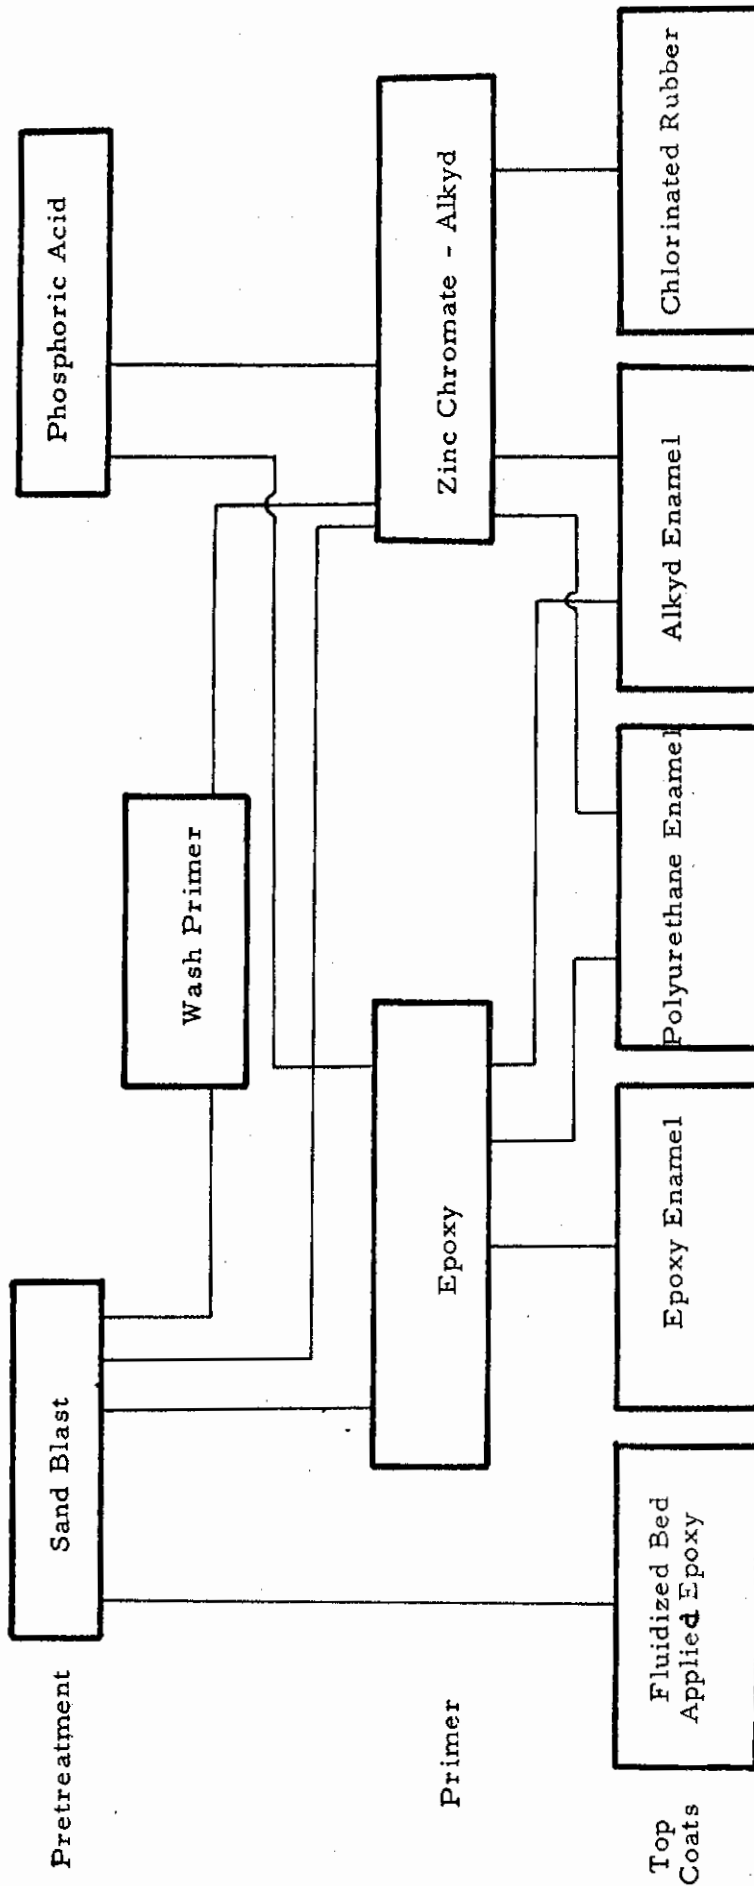 Pretreatment
Sand Blast
Phosphoric Acid
Wash Primer
Primer
Epoxy
Zinc Chromate - Alkyd
Top
Coats
Fluidized Bed
Applied Epoxy
Epoxy Enamel
Polyurethane Enamel
Alkyd Enamel
Chlorinated Rubber